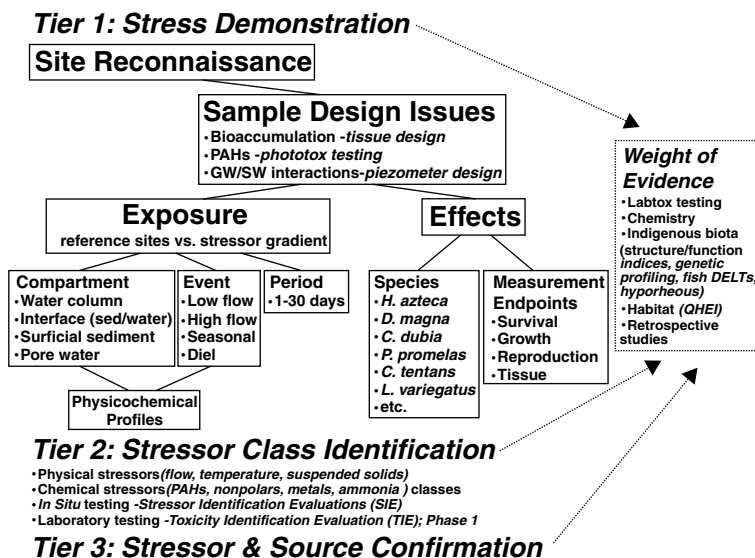 Tier 1: Stress Demonstration
Site Reconnaissance
Sample Design Issues
•Bioaccumulation -tissue design
•PAHs -phototox testing
•GW/SW interactions-piezometer design
Exposure
reference sites vs. stressor gradient
Effects
Compartment
•Water column
•Interface (sed/water)
•Surficial sediment
•Pore water
Event
•Low flow
•High flow
•Seasonal
•Diel
Period
•1-30 days
Physicochemical
Profiles
Species
•H. azteca
•D. magna
•C. dubia
•P. promelas
•C. tentans
•L. variegatus
•etc.
Measurement
Endpoints
•Survival
•Growth
•Reproduction
•Tissue
Weight of
Evidence
•Labtox testing
•Chemistry
•Indigenous biota
(structure/function
indices, genetic
profiling, fish DELTs,
hyporheous)
•Habitat (QHEI)
•Retrospective
studies
Tier 2: Stressor Class Identification
•Physical stressors(flow, temperature, suspended solids)
•Chemical stressors(PAHs, nonpolars, metals, ammonia ) classes
•In Situ testing -Stressor Identification Evaluations (SIE)
•Laboratory testing -Toxicity Identification Evaluation (TIE); Phase 1
Tier 3: Stressor & Source Confirmation